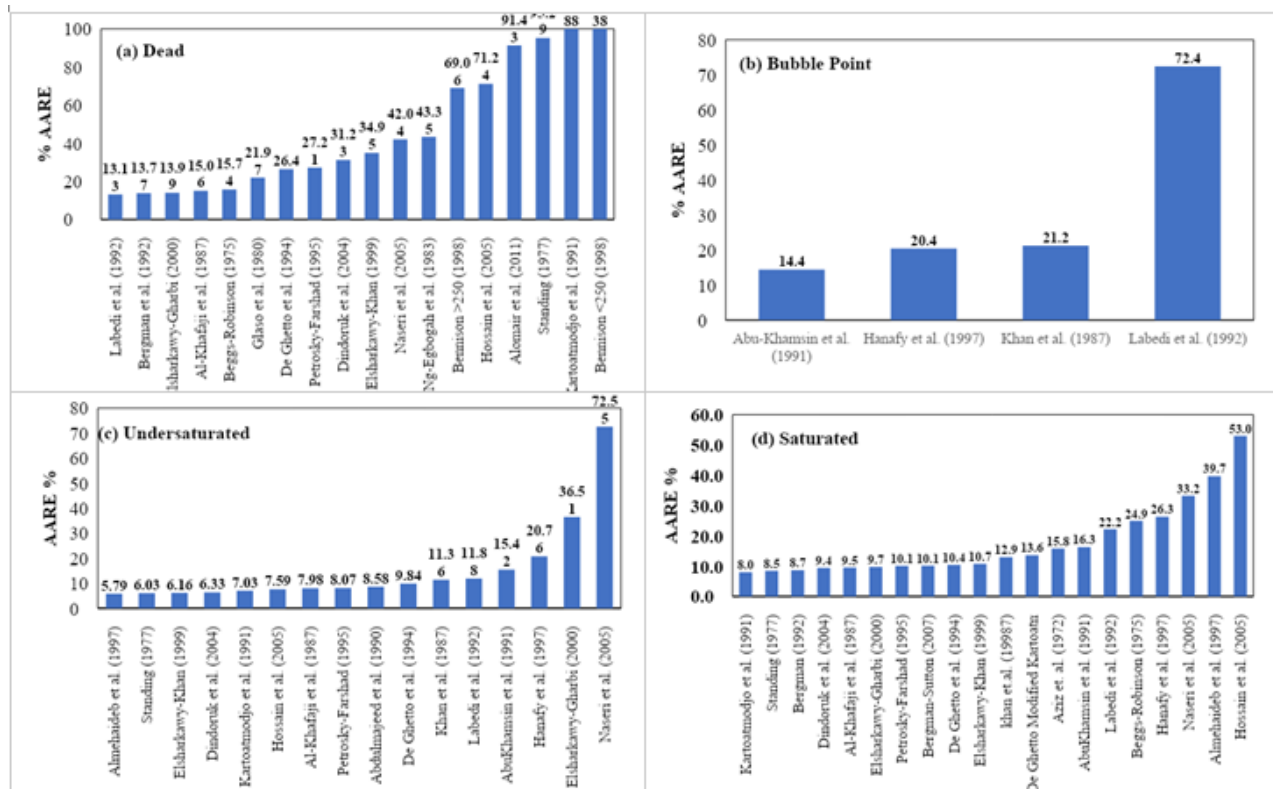 (a) Dead
% AARE
100
80
60
40
20
0
13.1
3
13.7
7
13.9
9
15.0
6
15.7
4
21.9
7
26.4
27.2
1
31.2
3
34.9
5
42.0
4
43.3
5
69.0
6
71.2
4
91.4
3
9
88
38
Labedi et al. (1992)
Bergman et al. (1992)
Elsharkawy-Gharbi (2000)
Al-Khafaji et al. (1987)
Beggs-Robinson (1975)
Glaso et al. (1980)
De Ghetto et al. (1994)
Petrosky-Farshad (1995)
Dindoruk et al. (2004)
Elsharkawy-Khan (1999)
Naseri et al. (2005)
Ng-Egbogah et al. (1983)
Bennison >250 (1998)
Hossain et al. (2005)
Alomair et al. (2011)
Standing (1977)
Kartoatmodjo et al. (1991)
Bennison <250 (1998)
(b) Bubble Point
% AARE
80
70
60
50
40
30
20
10
0
14.4
20.4
21.2
72.4
Abu-Khamsin et al.
(1991)
Hanafy et al. (1997)
Khan et al. (1987)
Labedi et al. (1992)
(c) Undersaturated
AARE %
80
70
60
50
40
30
20
10
0
5.79
6.03
6.16
6.33
7.03
7.59
7.98
8.07
8.58
9.84
11.3
6
11.8
8
15.4
2
20.7
6
36.5
1
72.5
5
Almehaideb et al. (1997)
Standing (1977)
Elsharkawy-Khan (1999)
Dindoruk et al. (2004)
Kartoatmodjo et al. (1991)
Hossain et al. (2005)
Al-Khafaji et al. (1987)
Petrosky-Farshad (1995)
Abdulmajeed et al. (1990)
De Ghetto et al. (1994)
Khan et al. (1987)
Labedi et al. (1992)
AbuKhamsin et al. (1991)
Hanafy et al. (1997)
Elsharkawy-Gharbi (2000)
Naseri et al. (2005)
(d) Saturated
AARE %
60.0
50.0
40.0
30.0
20.0
10.0
0.0
8.0
8.5
8.7
9.4
9.5
9.7
10.1
10.1
10.4
10.7
12.9
13.6
15.8
16.3
22.2
24.9
26.3
33.2
39.7
53.0
Kartoatmodjo et al. (1991)
Standing (1977)
Bergman (1992)
Dindoruk et al. (2004)
Al-Khafaji et al. (1987)
Elsharkawy-Gharbi (2000)
Petrosky-Farshad (1995)
Bergman-Sutton (2007)
De Ghetto et al. (1994)
Elsharkawy-Khan (1999)
khan et al. (19987)
De Ghetto Modified Kartoatm
Aziz et. al. (1972)
AbuKhamsin et al. (1991)
Labedi et al. (1992)
Beggs-Robinson (1975)
Hanafy et al. (1997)
Naseri et al. (2005)
Almehaideb et al. (1997)
Hossain et al. (2005)